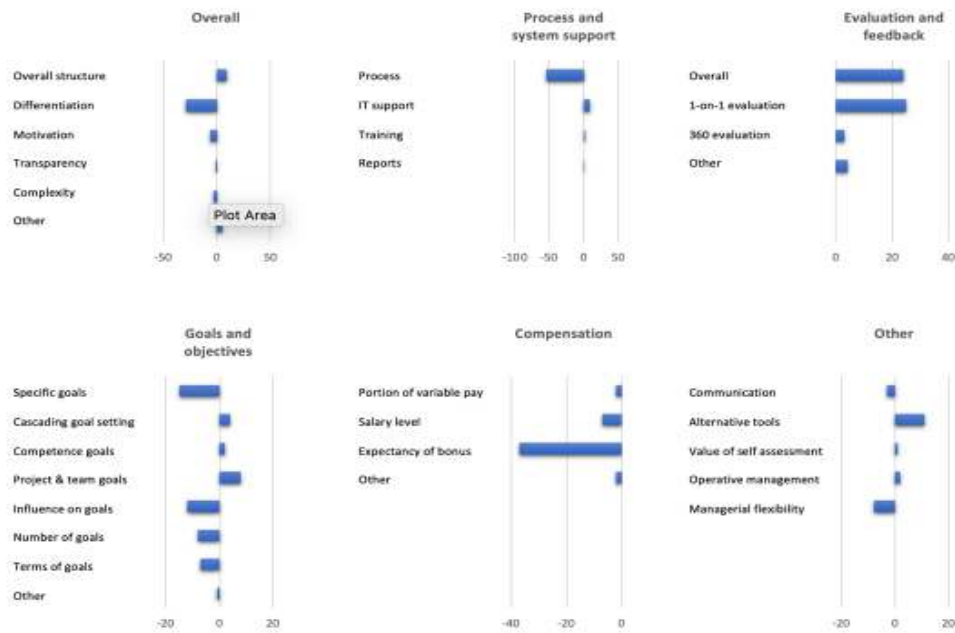 Overall
Overall structure
Differentiation
Motivation
Transparency
Complexity
Other
Plot Area
-50 0 50
Process and
system support
Process
IT support
Training
Reports
-100 -50 0 50
Evaluation and
feedback
Overall
1-on-1 evaluation
360 evaluation
Other
0 20 40
Goals and
objectives
Specific goals
Cascading goal setting
Competence goals
Project & team goals
Influence on goals
Number of goals
Terms of goals
Other
-20 0 20
Compensation
Portion of variable pay
Salary level
Expectancy of bonus
Other
-40 -20 0
Other
Communication
Alternative tools
Value of self assessment
Operative management
Managerial flexibility
-20 0 20